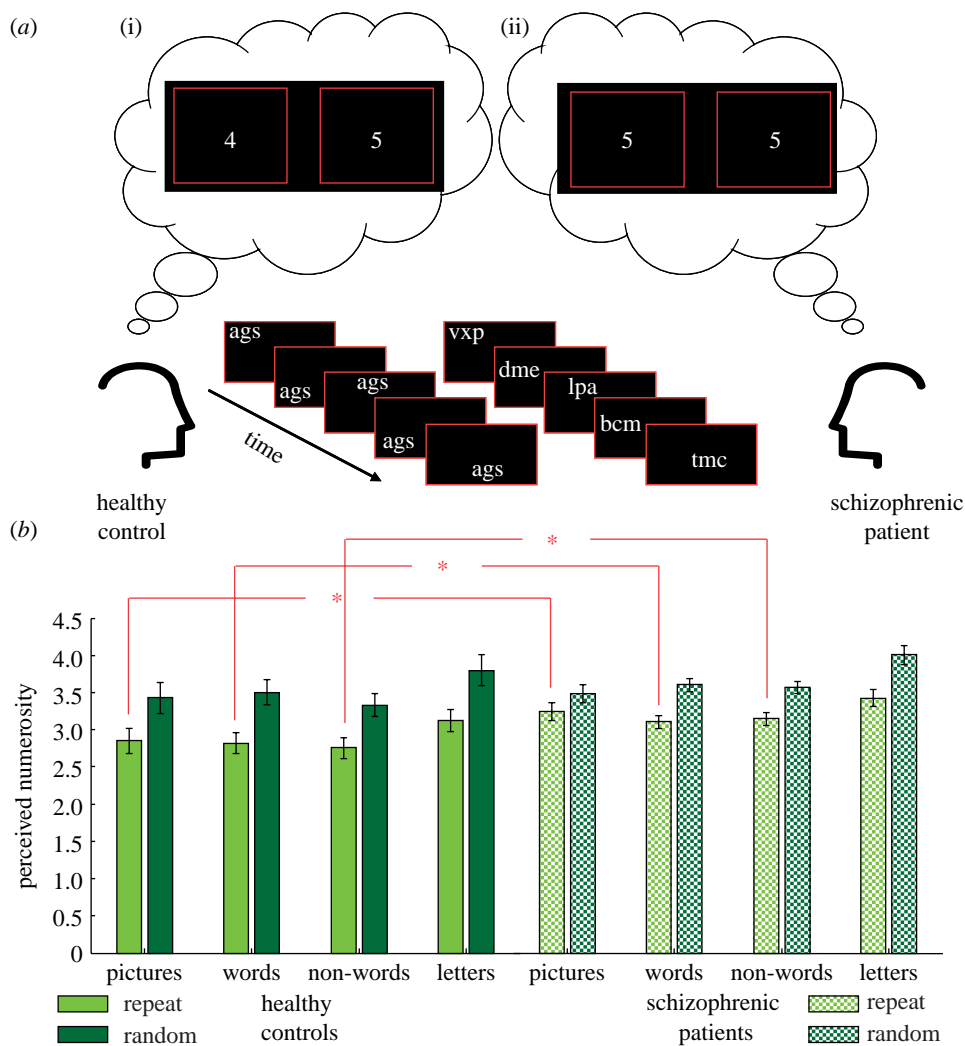 (a) (i) (ii)
4 5 5 5
ags vxp
ags ags dme lpa
ags bcm
ags tmc
time
healthy control
schizophrenic patient
(b)
*
*
*
perceived numerosity
4.5
4.0
3.5
3.0
2.5
2.0
1.5
1.0
0.5
0
pictures words non-words letters pictures words non-words letters
repeat
random
healthy
controls
schizophrenic
patients
repeat
random